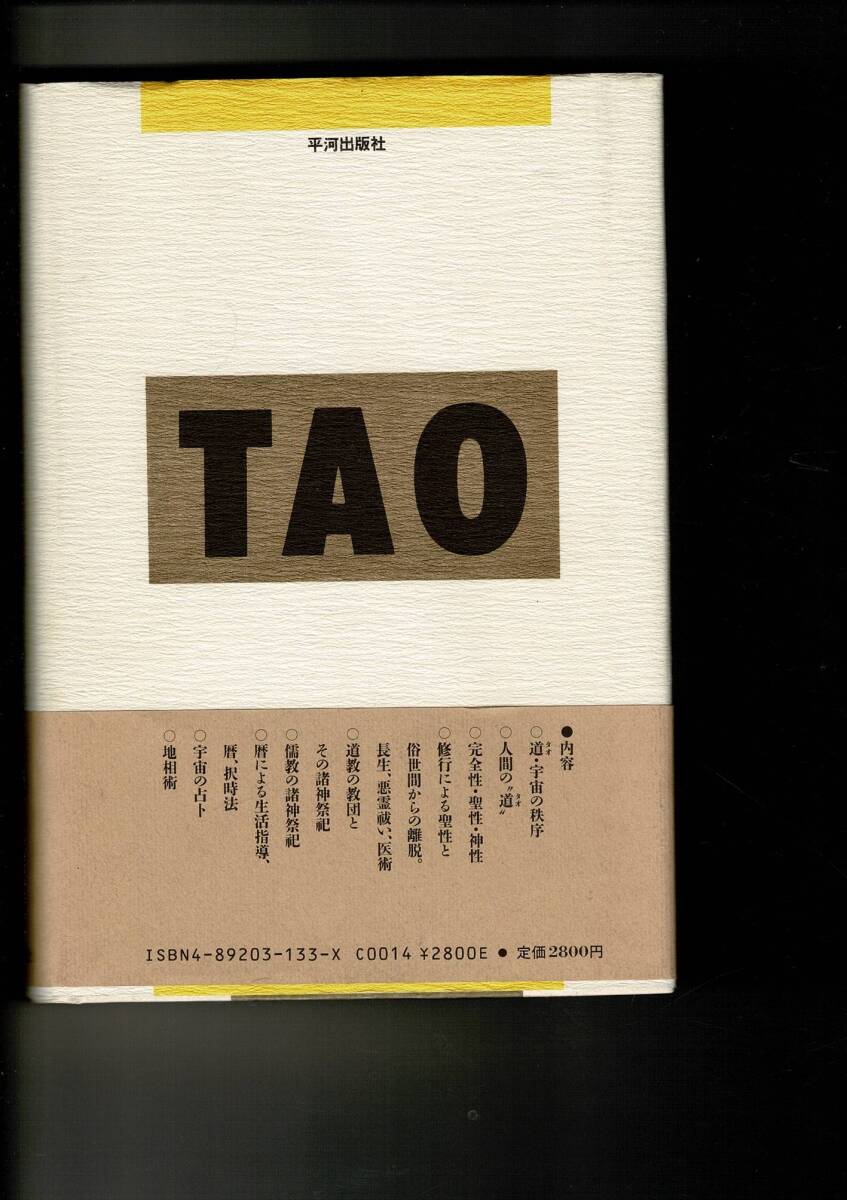 平河出版社
TAO
●内容
○道・宇宙の秩序
タオ
○人間の〝道〟
タオ
○完全性・聖性・神性
○修行による聖性と
俗世間からの離脱。
長生、悪霊祓い、医術
○道教の教団と
その諸神祭祀
○儒教の諸神祭祀
○暦による生活指導、
暦、択時法
○宇宙の占卜
○地相術
ISBN4-89203-133-X C0014 ¥2800E ● 定価2800円